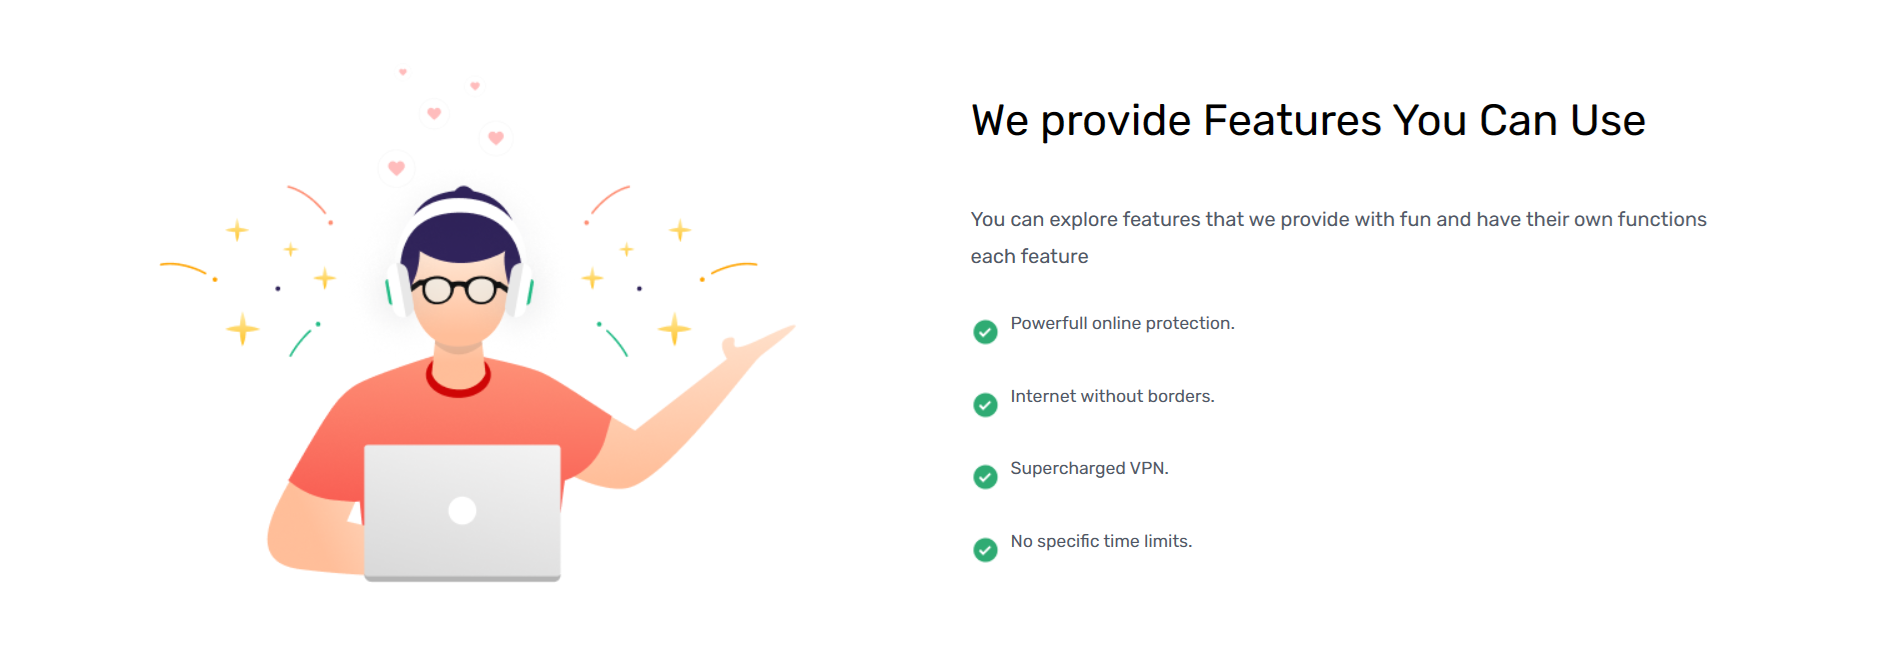 We provide Features You Can Use
You can explore features that we provide with fun and have their own functions
each feature
Powerfull online protection.
Internet without borders.
Supercharged VPN.
No specific time limits.